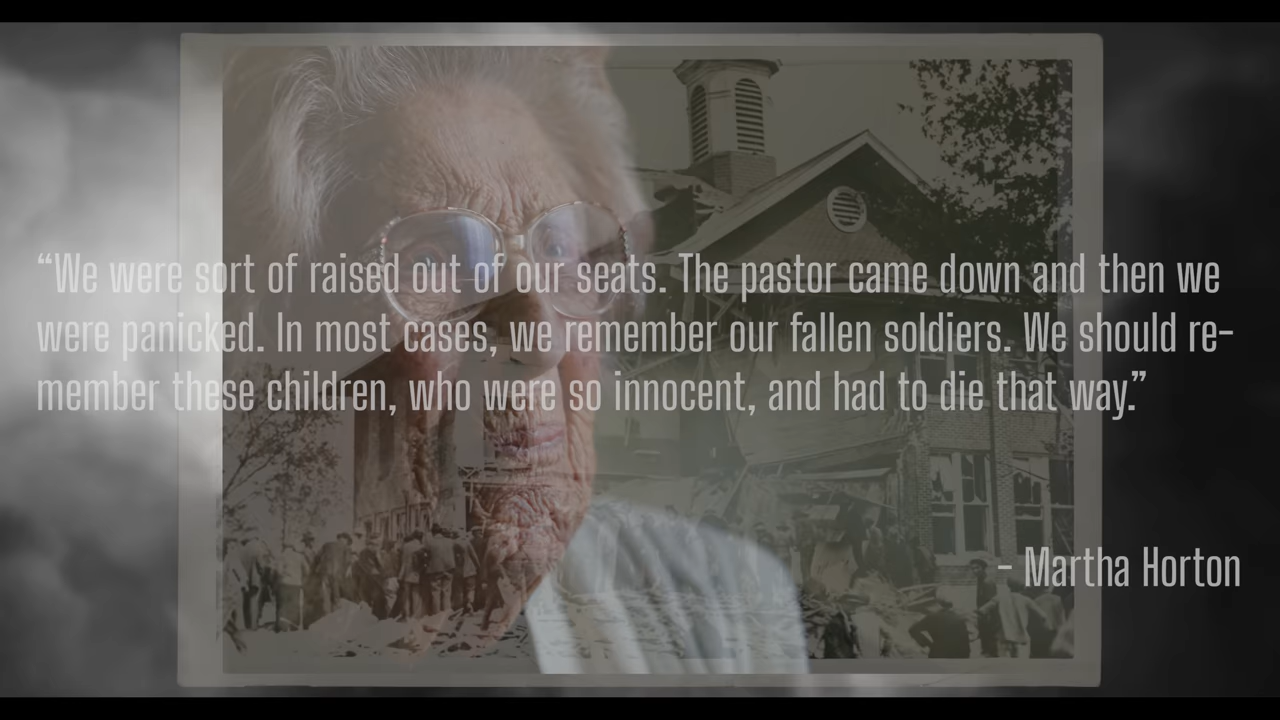 “We were sort of raised out of our seats. The pastor came down and then we
were panicked. In most cases, we remember our fallen soldiers. We should re-
member these children, who were so innocent, and had to die that way.”
- Martha Horton